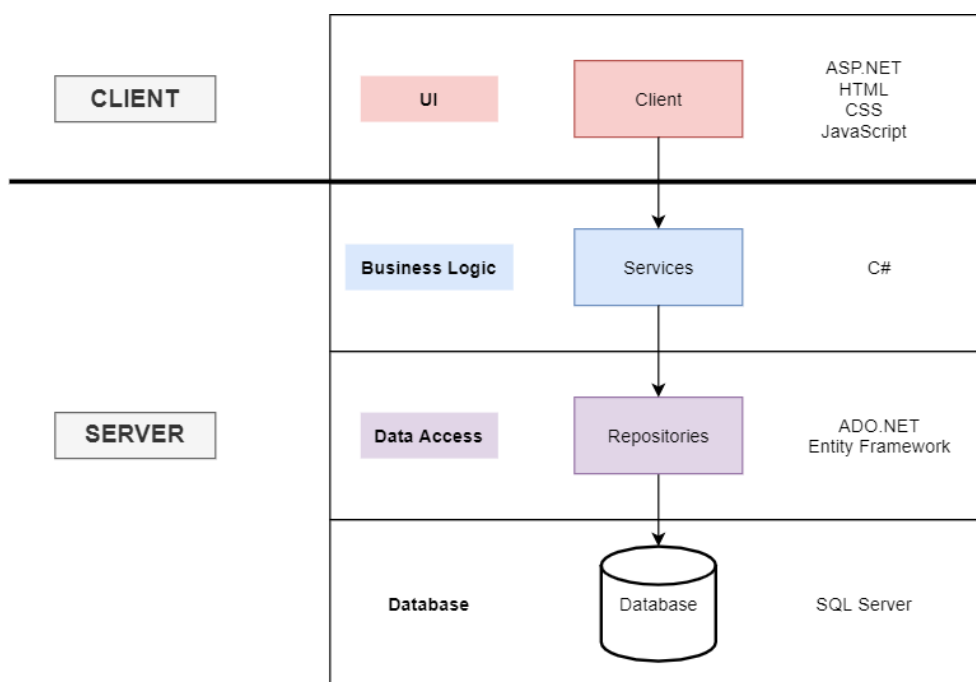 CLIENT
UI
Client
ASP.NET
HTML
CSS
JavaScript
Business Logic
Services
C#
SERVER
Data Access
Repositories
ADO.NET
Entity Framework
Database
Database
SQL Server